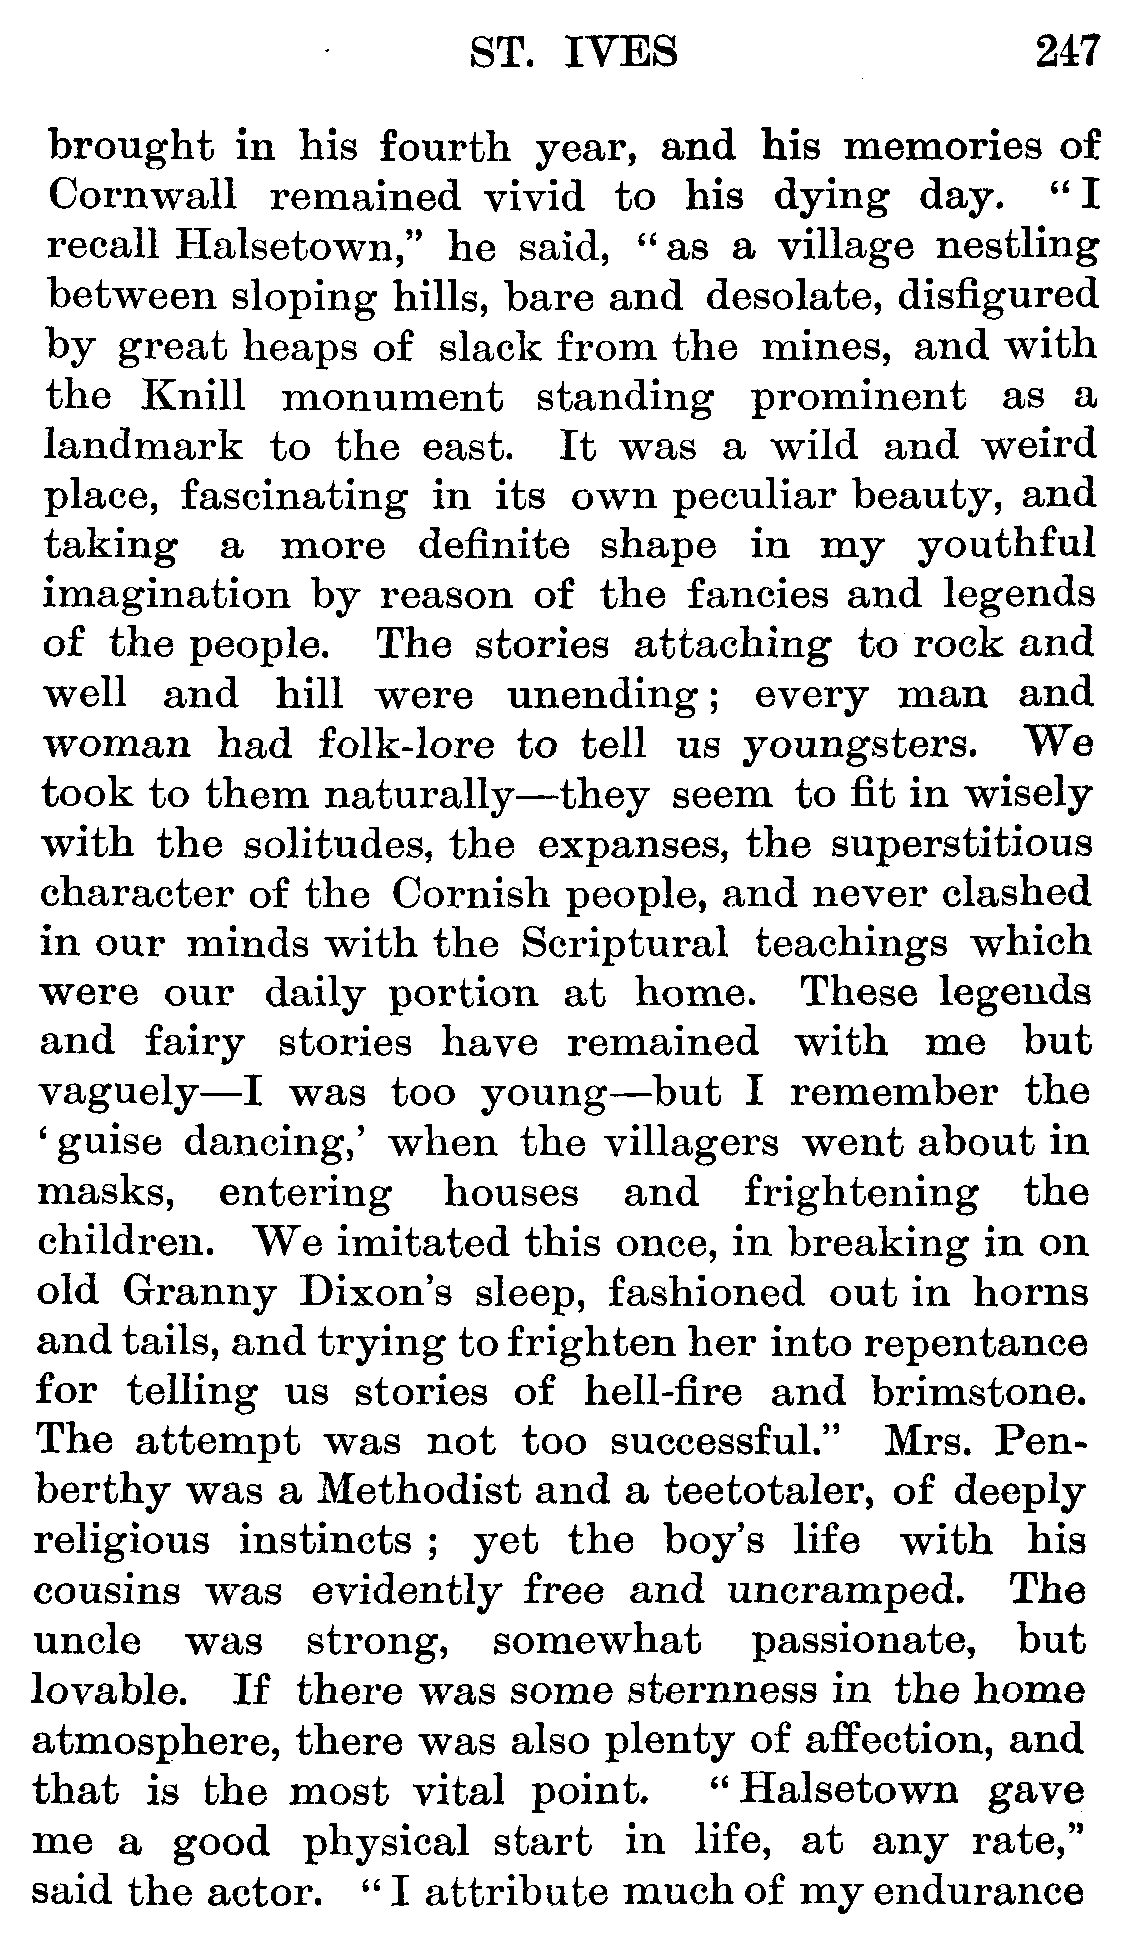 ST. IVES 247
brought in his fourth year, and his memories of
Cornwall remained vivid to his dying day. “I
recall Halsetown,” he said, “as a village nestling
between sloping hills, bare and desolate, disfigured
by great heaps of slack from the mines, and with
the Knill monument standing prominent as a
landmark to the east. It was a wild and weird
place, fascinating in its own peculiar beauty, and
taking a more definite shape in my youthful
imagination by reason of the fancies and legends
of the people. The stories attaching to rock and
well and hill were unending; every man and
woman had folk-lore to tell us youngsters. We
took to them naturally—they seem to fit in wisely
with the solitudes, the expanses, the superstitious
character of the Cornish people, and never clashed
in our minds with the Scriptural teachings which
were our daily portion at home. These legends
and fairy stories have remained with me but
vaguely—I was too young—but I remember the
‘guise dancing,’ when the villagers went about in
masks, entering houses and frightening the
children. We imitated this once, in breaking in on
old Granny Dixon’s sleep, fashioned out in horns
and tails, and trying to frighten her into repentance
for telling us stories of hell-fire and brimstone.
The attempt was not too successful.” Mrs. Pen-
berthy was a Methodist and a teetotaler, of deeply
religious instincts; yet the boy’s life with his
cousins was evidently free and uncramped. The
uncle was strong, somewhat passionate, but
lovable. If there was some sternness in the home
atmosphere, there was also plenty of affection, and
that is the most vital point. “Halsetown gave
me a good physical start in life, at any rate,”
said the actor. “I attribute much of my endurance